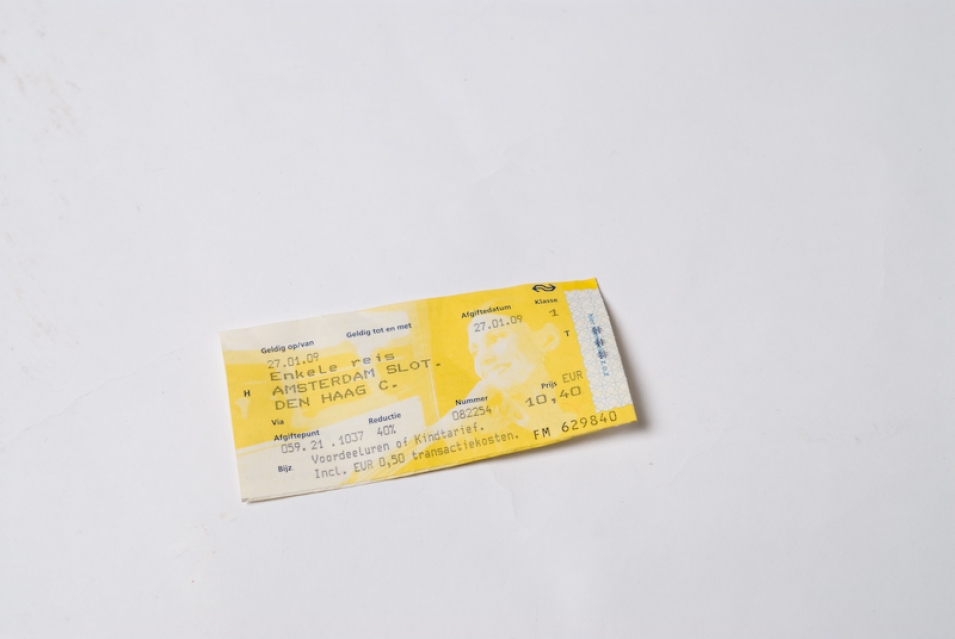 Geldig op/van Geldig tot en met Afgiftedatum Klasse
27.01.09 27.01.09 1
H Enkele reis T
AMSTERDAM SLOT.
DEN HAAG C.
Via Nummer Prijs EUR
Afgiftepunt Reductie 082254 10,40
059.21 .1037 40%
Bijz Voordeeluren of Kindtarief.
Incl. EUR 0,50 transactiekosten. FM 629840